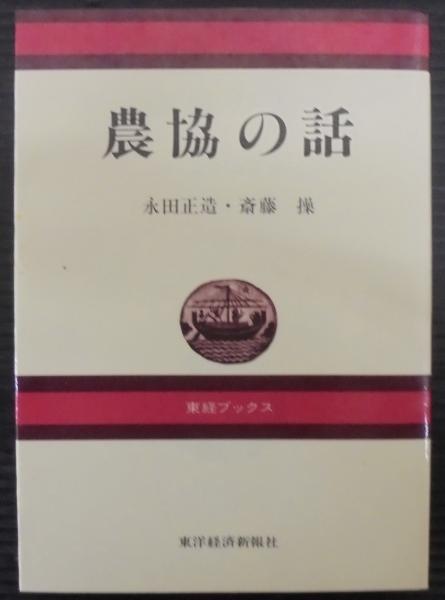 農協の話
永田正造・斎藤 操
東経ブックス
東洋経済新報社